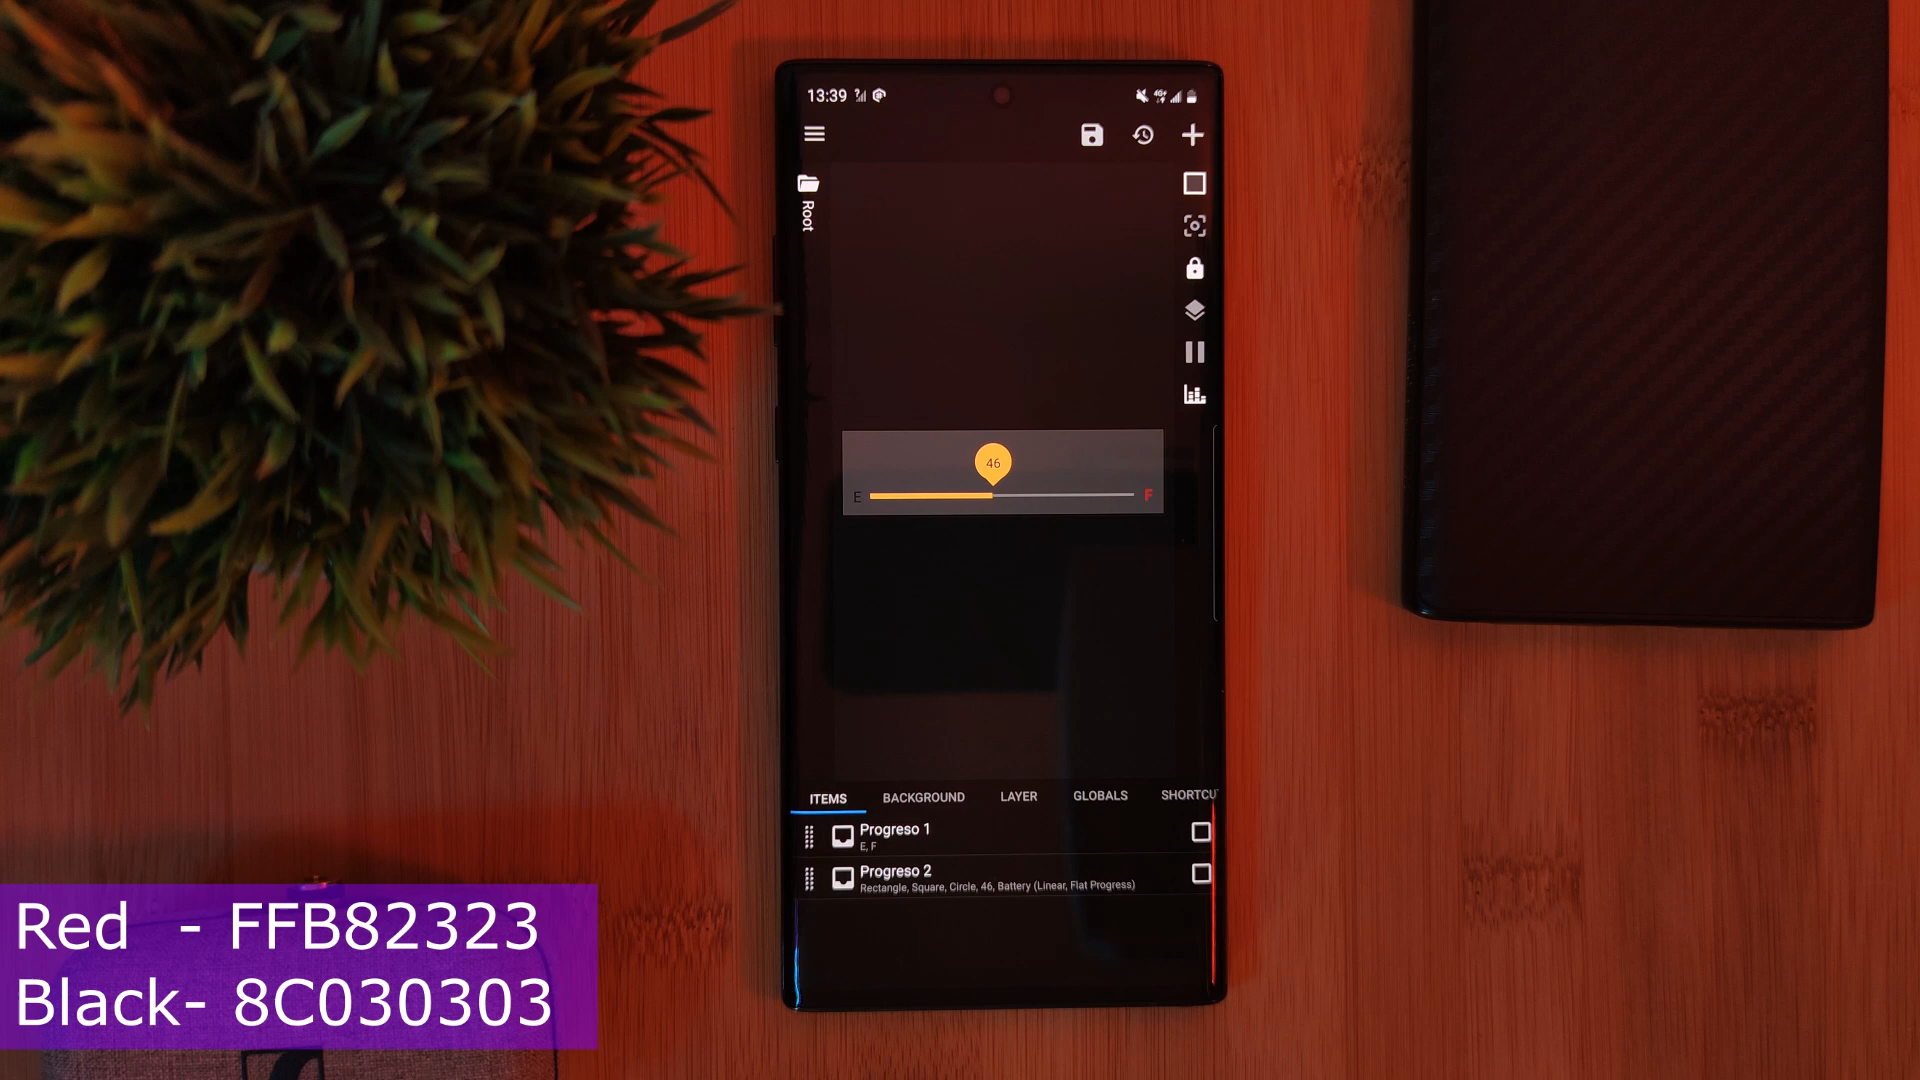 13:39
4G+
Root
46
E F
ITEMS BACKGROUND LAYER GLOBALS SHORTCU
Progreso 1
E, F
Progreso 2
Rectangle, Square, Circle, 46, Battery (Linear, Flat Progress)
Red - FFB82323
Black- 8C030303